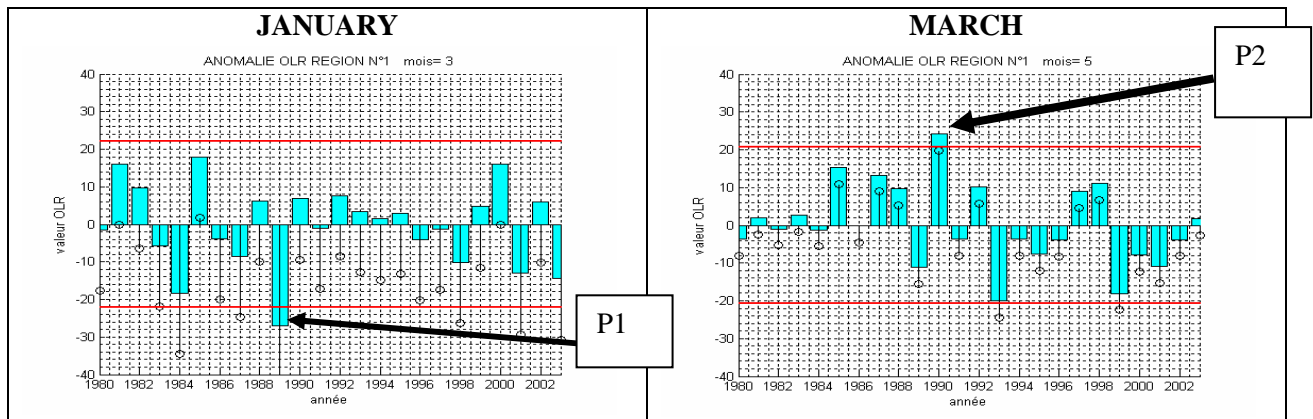 JANUARY
ANOMALIE OLR REGION N°1 mois= 3
valeur OLR
40
30
20
10
0
-10
-20
-30
-40
1980 1982 1984 1986 1988 1990 1992 1994 1996 1998 2000 2002
année
P1
MARCH
ANOMALIE OLR REGION N°1 mois= 5
valeur OLR
40
30
20
10
0
-10
-20
-30
-40
1980 1982 1984 1986 1988 1990 1992 1994 1996 1998 2000 2002
année
P2